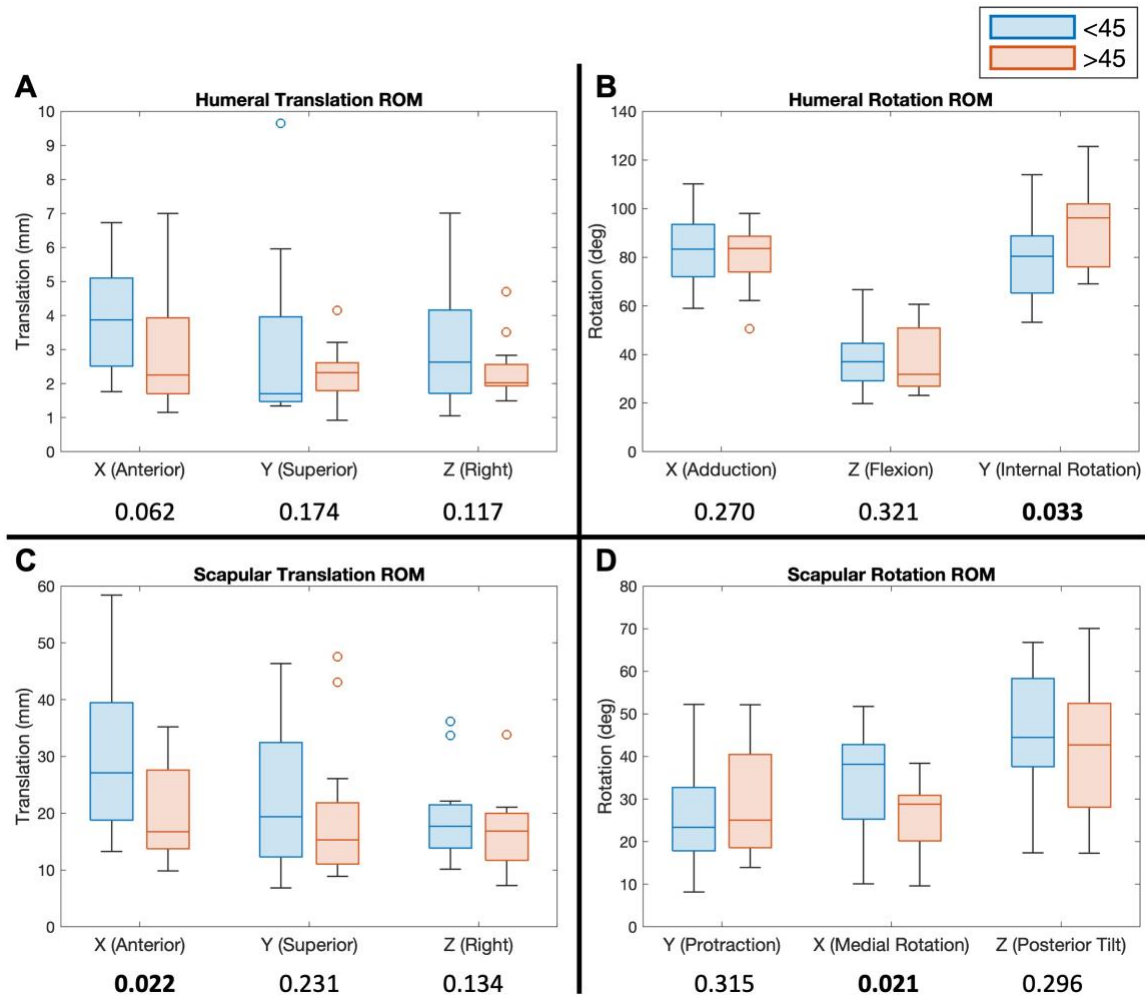 <45
>45
A
Humeral Translation ROM
10
9
8
7
6
5
4
3
2
1
0
Translation (mm)
X (Anterior) Y (Superior) Z (Right)
0.062 0.174 0.117
B
Humeral Rotation ROM
140
120
100
80
60
40
20
0
Rotation (deg)
X (Adduction) Z (Flexion) Y (Internal Rotation)
0.270 0.321 0.033
C
Scapular Translation ROM
60
50
40
30
20
10
0
Translation (mm)
X (Anterior) Y (Superior) Z (Right)
0.022 0.231 0.134
D
Scapular Rotation ROM
80
70
60
50
40
30
20
10
0
Rotation (deg)
Y (Protraction) X (Medial Rotation) Z (Posterior Tilt)
0.315 0.021 0.296